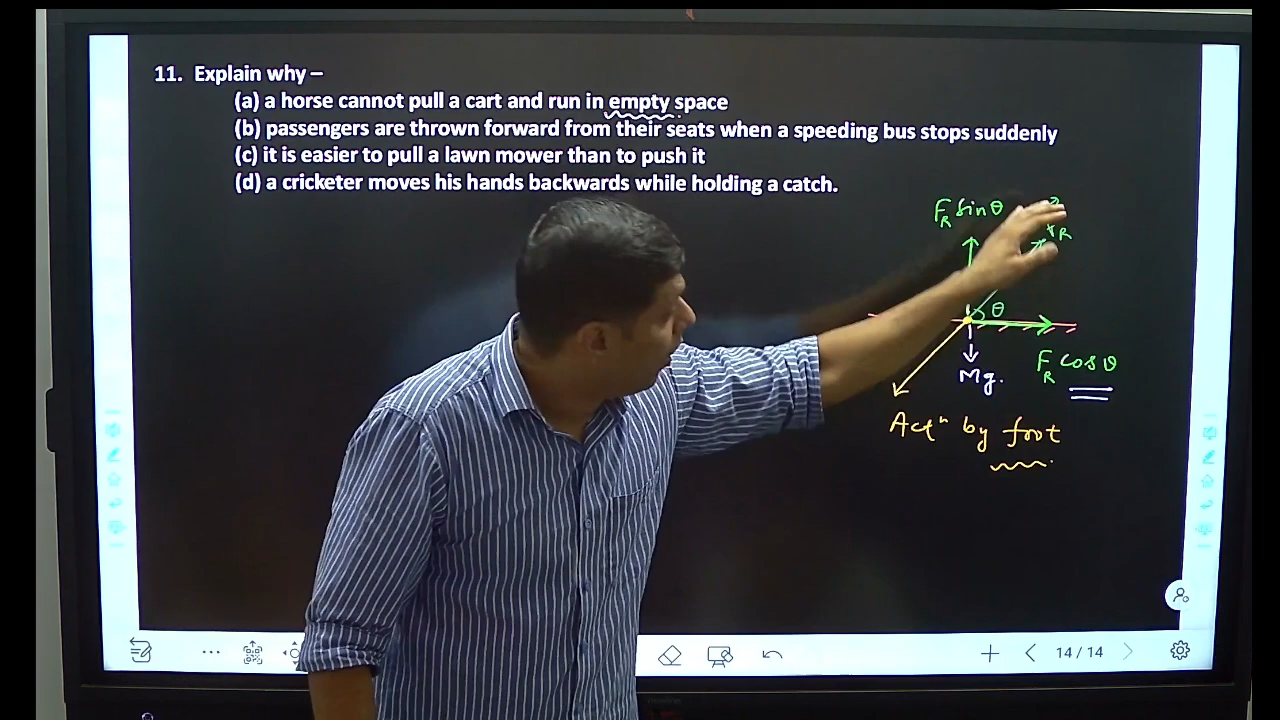 11. Explain why –
(a) a horse cannot pull a cart and run in empty space
(b) passengers are thrown forward from their seats when a speeding bus stops suddenly
(c) it is easier to pull a lawn mower than to push it
(d) a cricketer moves his hands backwards while holding a catch.
F_R sin θ
R
θ
F_R cos θ
Mg.
Actⁿ by foot
14 / 14